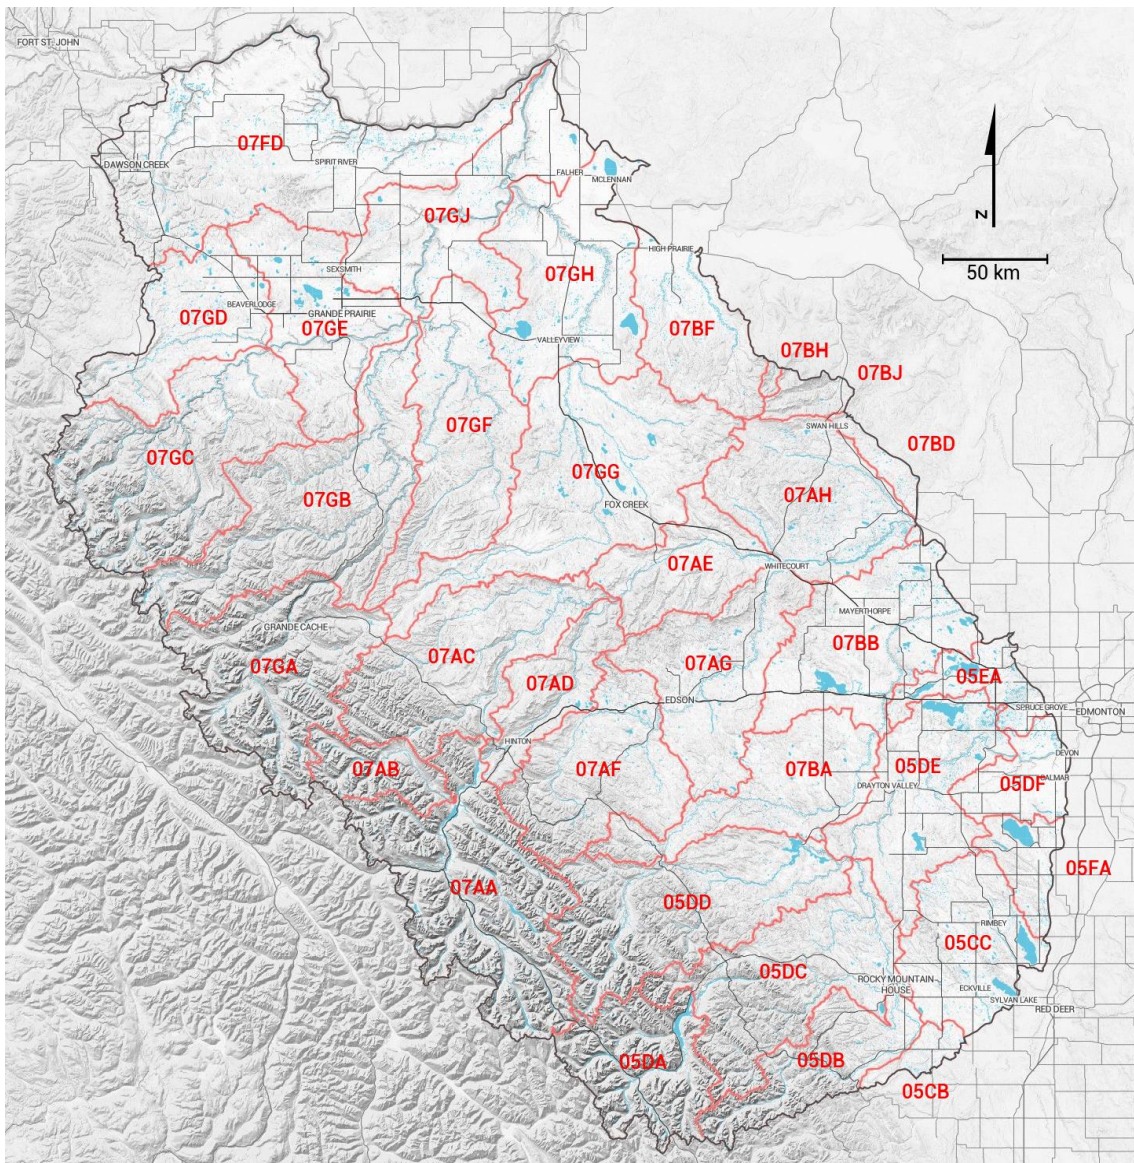 FORT ST. JOHN
07FD
SPIRIT RIVER
DAWSON CREEK
FALHER
MCLENNAN
07GJ
N
HIGH PRAIRIE
50 km
SEXSMITH
07GH
BEAVERLODGE
07GD
GRANDE PRAIRIE
07GE
07BF
VALLEYVIEW
07BH
07BJ
07GF
SWAN HILLS
07BD
07GC
07GG
07GB
07AH
FOX CREEK
07AE
WHITECOURT
MAYERTHORPE
GRANDE CACHE
07BB
07GA
07AC
07AG
05EA
07AD
EDSON
SPRUCE GROVE
EDMONTON
HINTON
DEVON
07AB
07AF
07BA
05DE
CALMAR
DRAYTON VALLEY
05DF
05FA
07AA
05DD
RIMBEY
05CC
05DC
ROCKY MOUNTAIN
HOUSE
ECKVILLE
SYLVAN LAKE
RED DEER
05DA
05DB
05CB